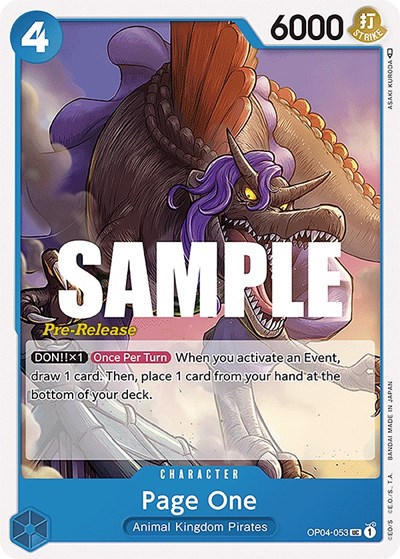 4
6000
打
STRIKE
ASAKI KURODA
SAMPLE
Pre-Release
DON!!×1 Once Per Turn When you activate an Event,
draw 1 card. Then, place 1 card from your hand at the
bottom of your deck.
CHARACTER
Page One
Animal Kingdom Pirates
OP04-053 UC 1
©EO/S ©E.O./S., T.A. BANDAI MADE IN JAPAN